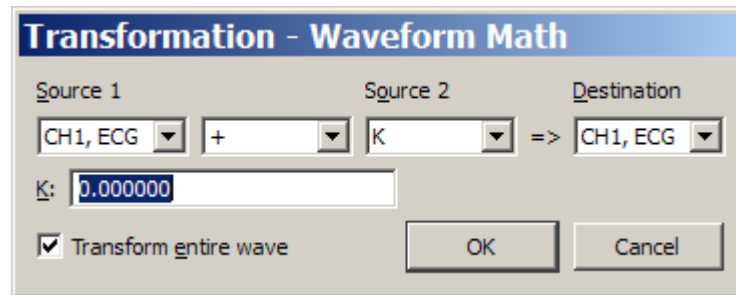 Transformation - Waveform Math
Source 1 Source 2 Destination
CH1, ECG + K => CH1, ECG
K: 0.000000
Transform entire wave OK Cancel